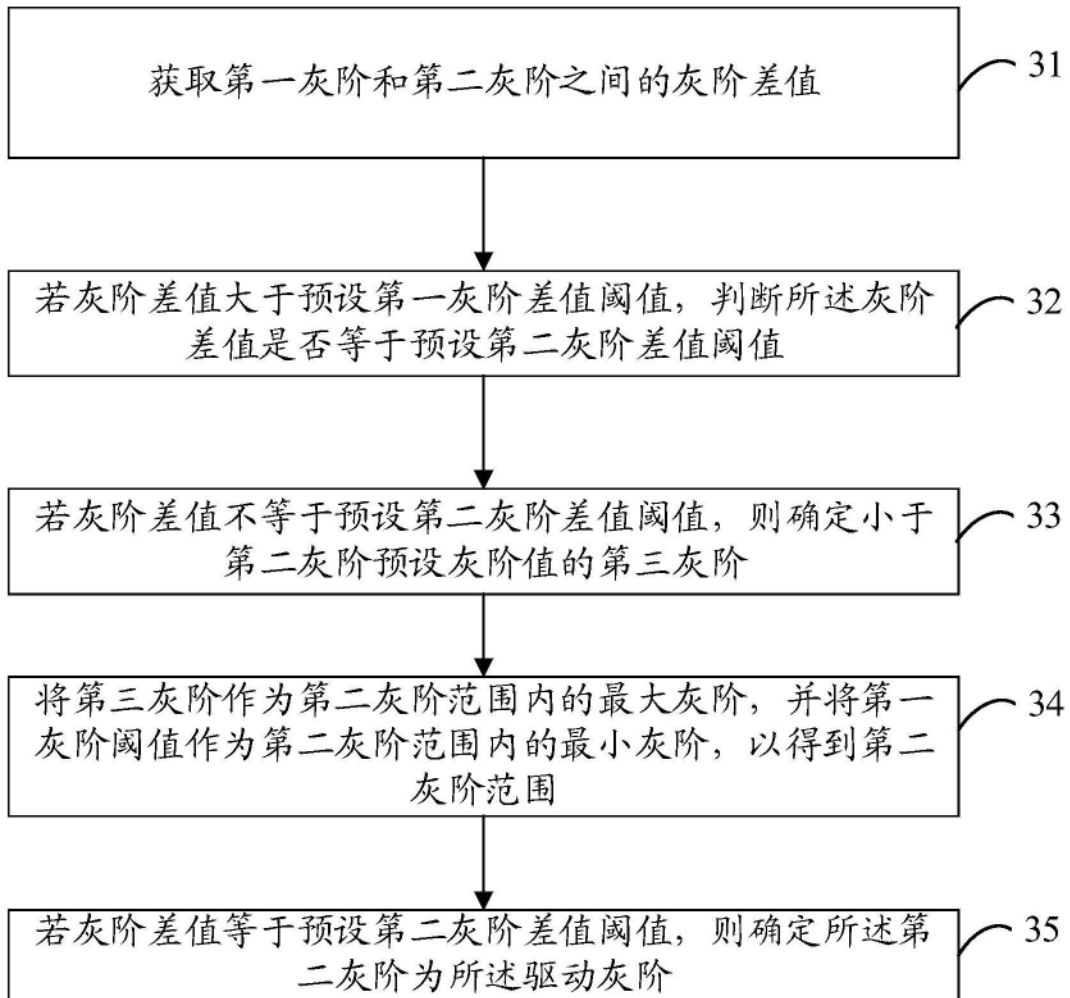 获取第一灰阶和第二灰阶之间的灰阶差值
31
若灰阶差值大于预设第一灰阶差值阈值，判断所述灰阶
差值是否等于预设第二灰阶差值阈值
32
若灰阶差值不等于预设第二灰阶差值阈值，则确定小于
第二灰阶预设灰阶值的第三灰阶
33
将第三灰阶作为第二灰阶范围内的最大灰阶，并将第一
灰阶阈值作为第二灰阶范围内的最小灰阶，以得到第二
灰阶范围
34
若灰阶差值等于预设第二灰阶差值阈值，则确定所述第
二灰阶为所述驱动灰阶
35